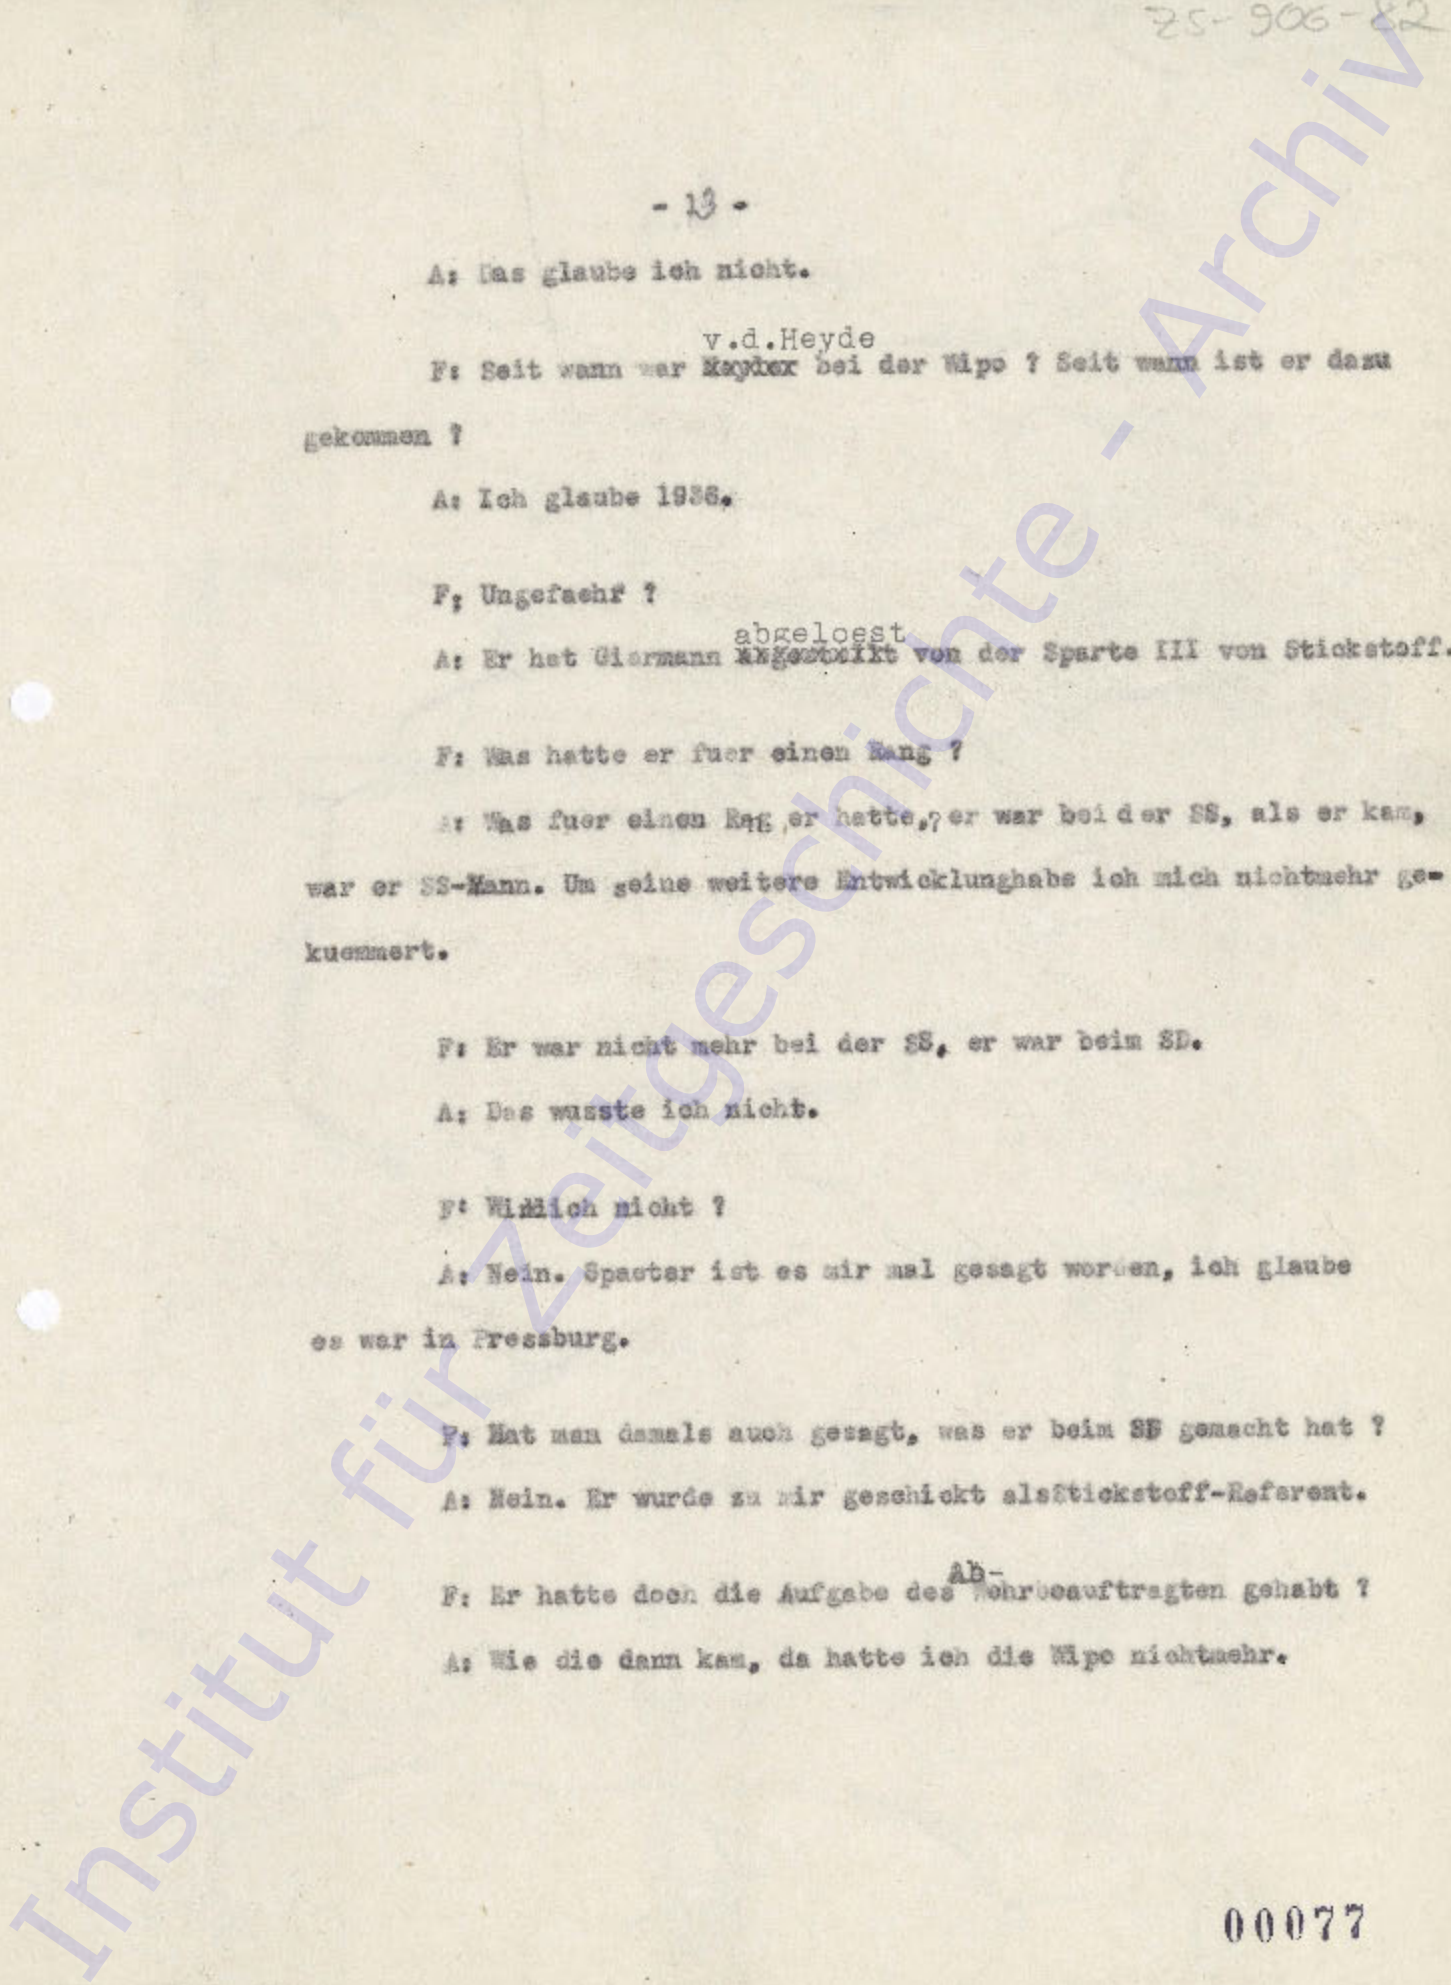 ZS-906-82
- 13 -
A: Das glaube ich nicht.
v.d.Heyde
F: Seit wann war bei der Wipo ? Seit wann ist er dazu
gekommen ?
A: Ich glaube 1936.
F: Ungefaehr ?
abgeloest
A: Er hat Giermann von der Sparte III von Stickstoff.
F: Was hatte er fuer einen Rang ?
A: Was fuer einen Rang er hatte,? er war bei der SS, als er kam,
war er SS-Mann. Um seine weitere Entwicklunghabe ich mich nichtmehr ge-
kuemmert.
F: Er war nicht mehr bei der SS, er war beim SD.
A: Das wusste ich nicht.
F: nicht ?
A: Nein. Spaeter ist es mir mal gesagt worden, ich glaube
es war in Pressburg.
F: Hat man damals auch gesagt, was er beim SD gemacht hat ?
A: Nein. Er wurde zu mir geschickt alsStickstoff-Referent.
Ab-
F: Er hatte doch die Aufgabe des Wehrbeauftragten gehabt ?
A: Wie die dann kam, da hatte ich die Wipo nichtmehr.
00077
Institut für Zeitgeschichte - Archiv